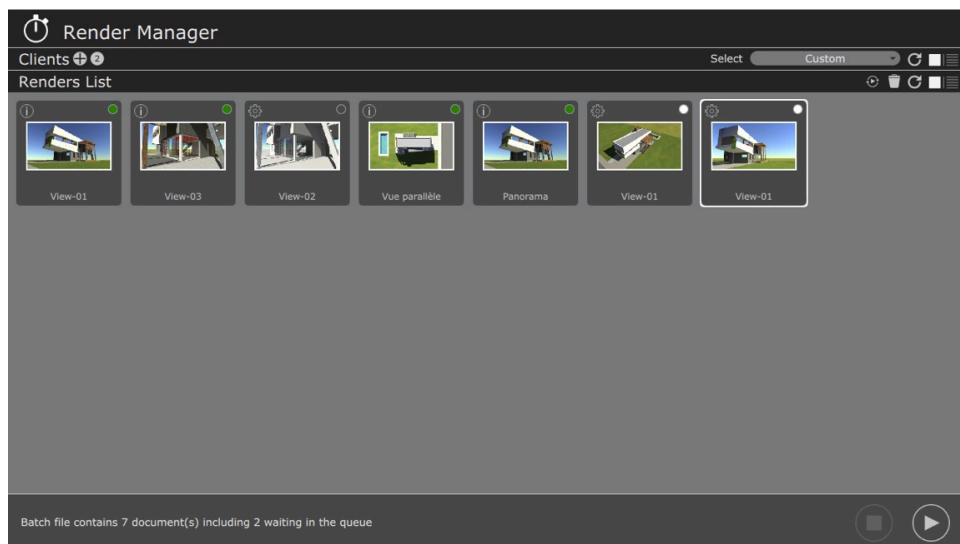 Render Manager
Clients 2
Select Custom
Renders List
View-01 View-03 View-02 Vue parallèle Panorama View-01 View-01
Batch file contains 7 document(s) including 2 waiting in the queue